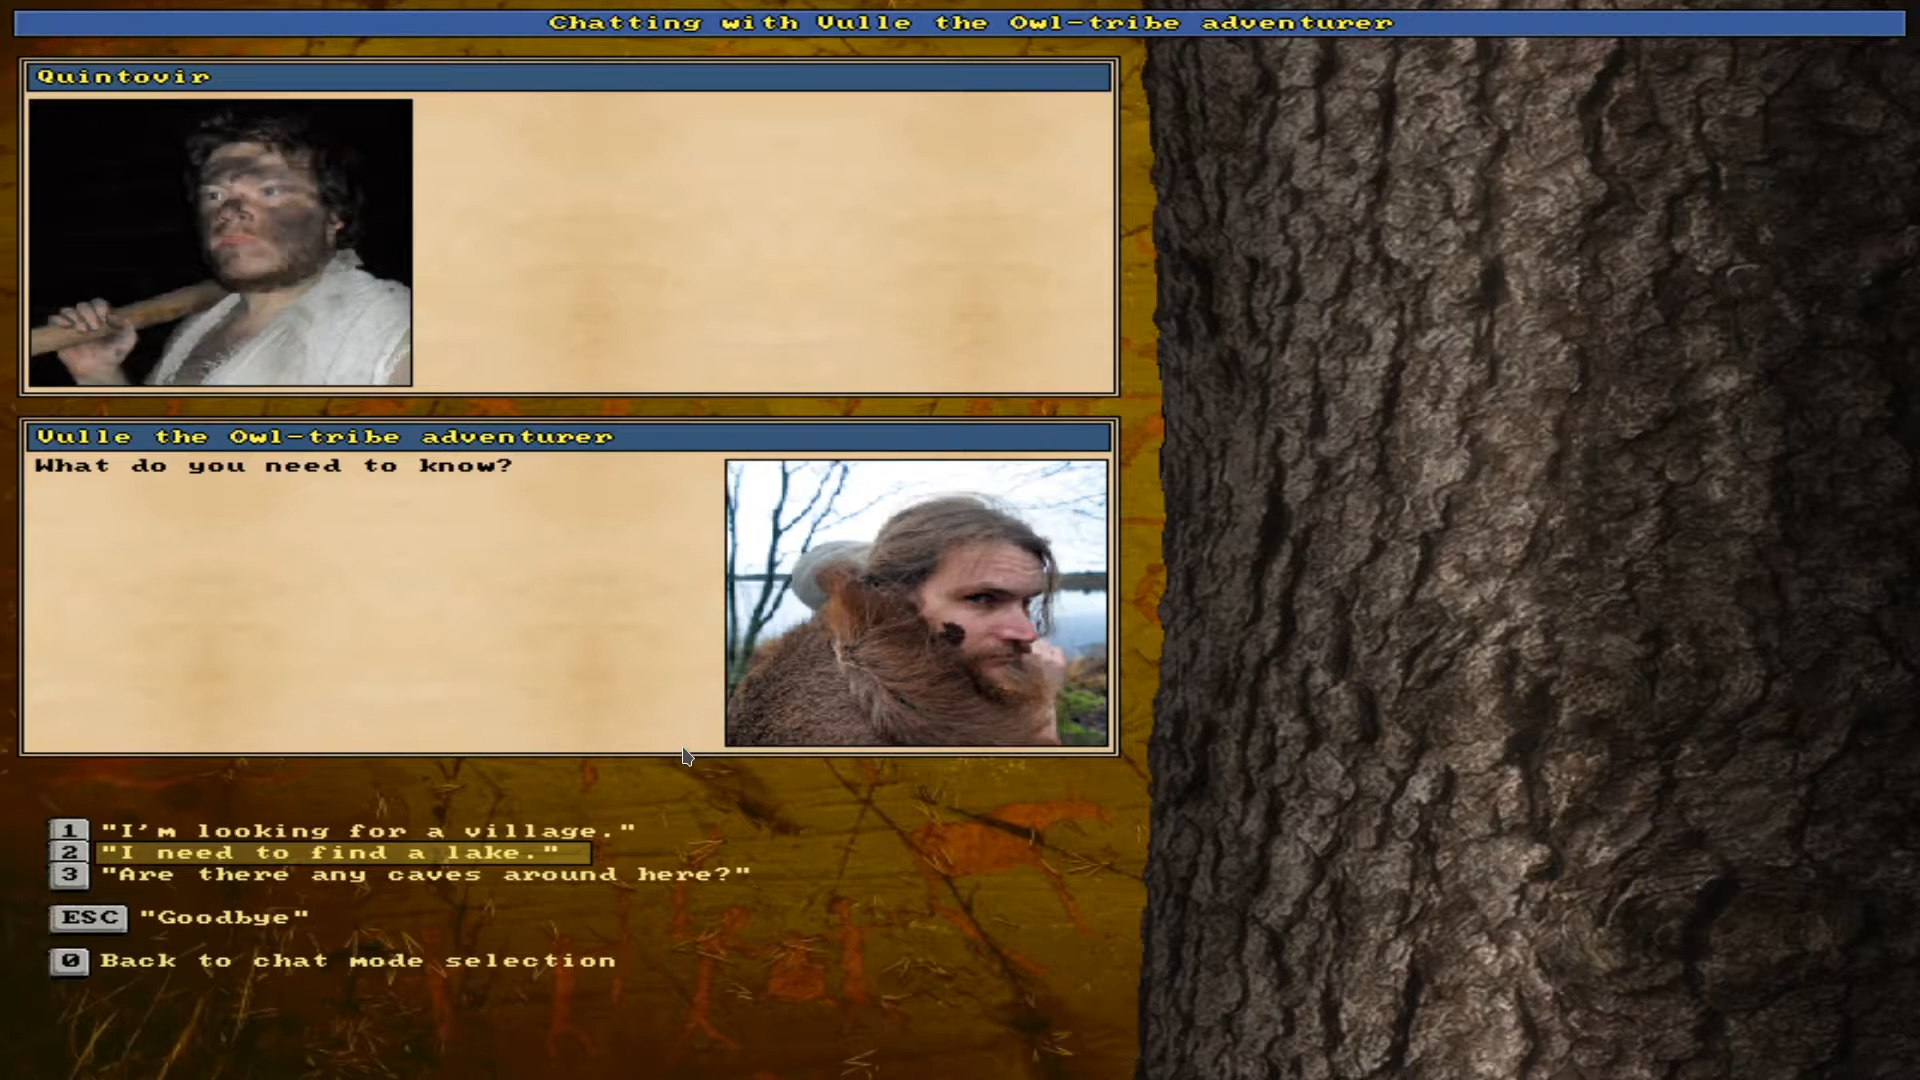 Chatting with Vulle the Owl-tribe adventurer
Quintovir
Vulle the Owl-tribe adventurer
What do you need to know?
1 "I'm looking for a village."
2 "I need to find a lake."
3 "Are there any caves around here?"
ESC "Goodbye"
0 Back to chat mode selection